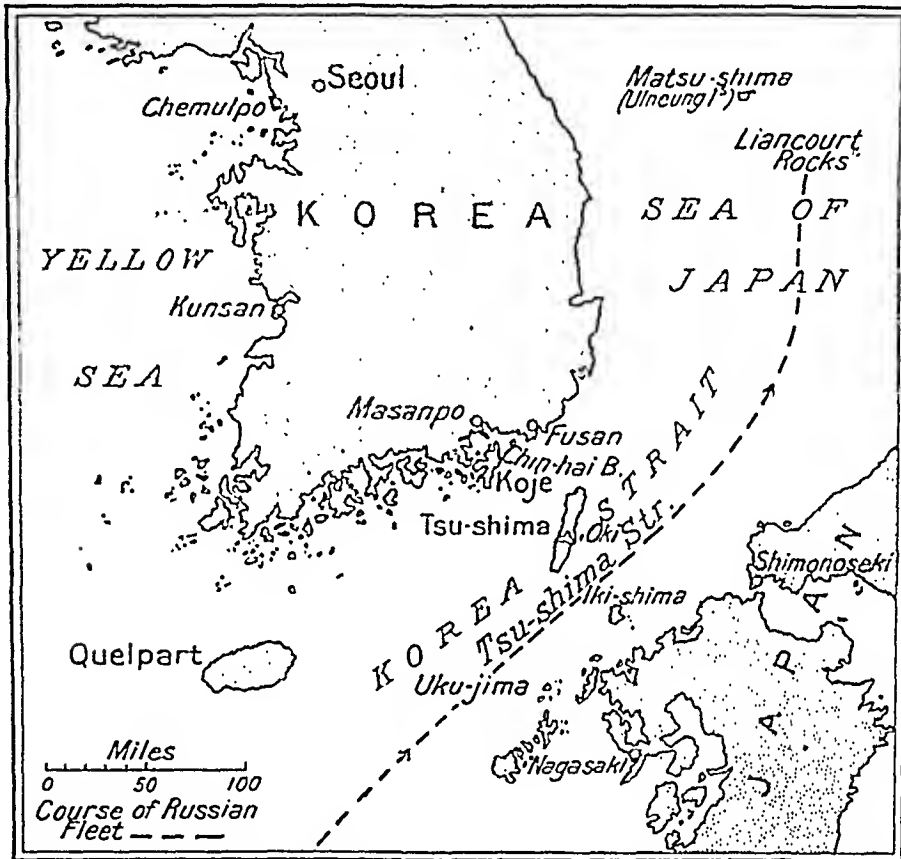 Seoul
Chemulpo
Matsu-shima
(Ulneung I.)
Liancourt
Rocks
KOREA
SEA OF
JAPAN
YELLOW
SEA
Kunsan
Masanpo
Fusan
Chin-hai B.
Koje
Tsu-shima
Oki
KOREA STRAIT
Tsu-shima Str.
Iki-shima
Shimonoseki
JAPAN
Quelpart
Uku-jima
Nagasaki
Miles
0 50 100
Course of Russian
Fleet